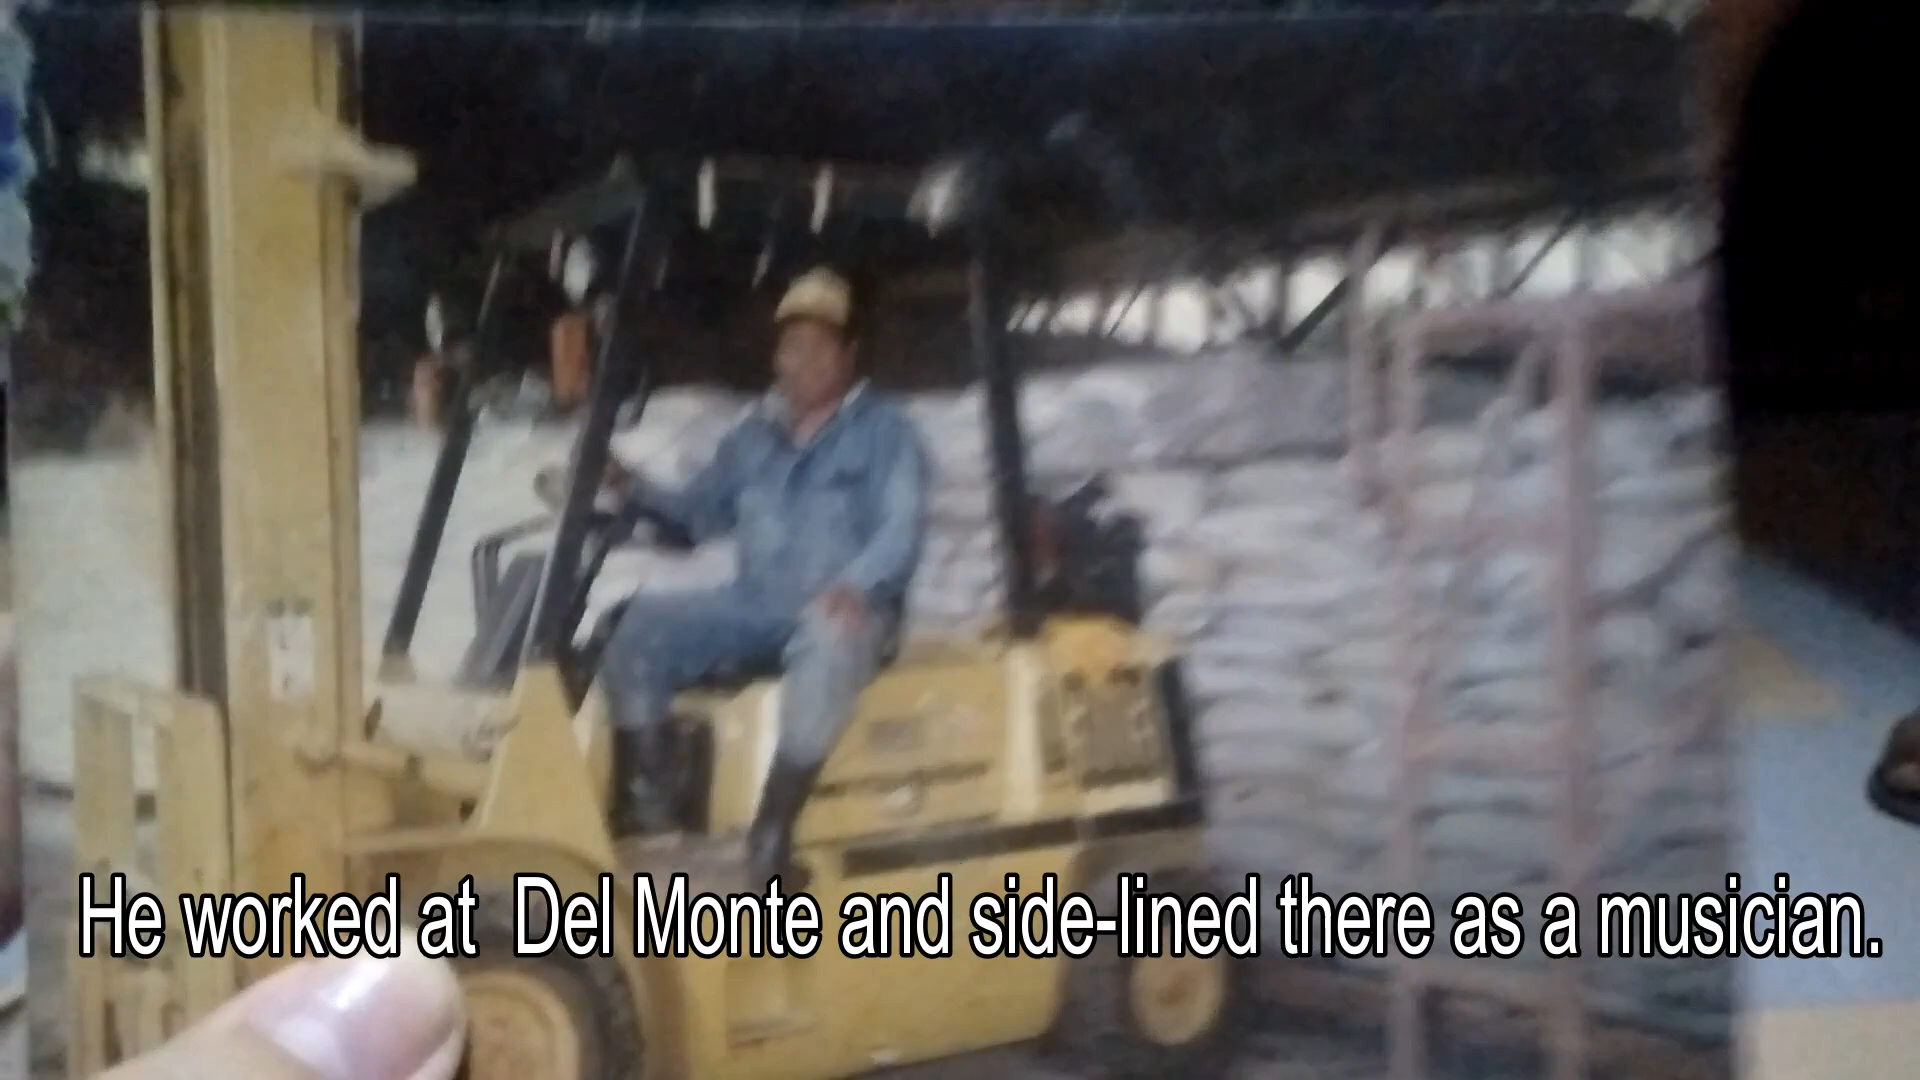 He worked at  Del Monte and side-lined there as a musician.